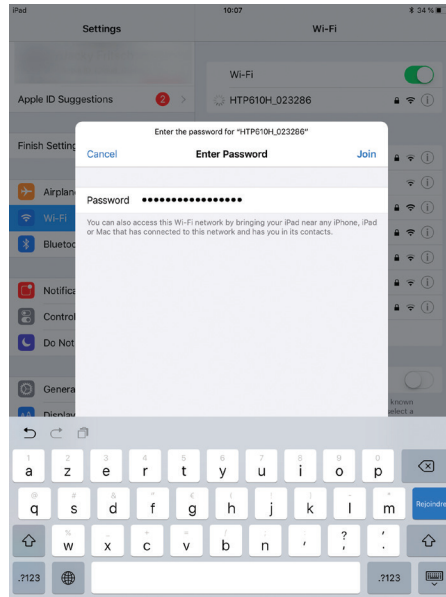 iPad 10:07 34 %
Settings Wi-Fi
Wi-Fi
Apple ID Suggestions 2
HTP610H_023286
Finish Setting
Enter the password for "HTP610H_023286"
Cancel Enter Password Join
Password ••••••••••••••••••
You can also access this Wi-Fi network by bringing your iPad near any iPhone, iPad
or Mac that has connected to this network and has you in its contacts.
Airplan
Wi-Fi
Bluetoo
Notifica
Control
Do Not
Genera
known
select a
Display
a z e r t y u i o p
q s d f g h j k l m Rejoindre
w x c v b n ' ? , .
.?123 .?123